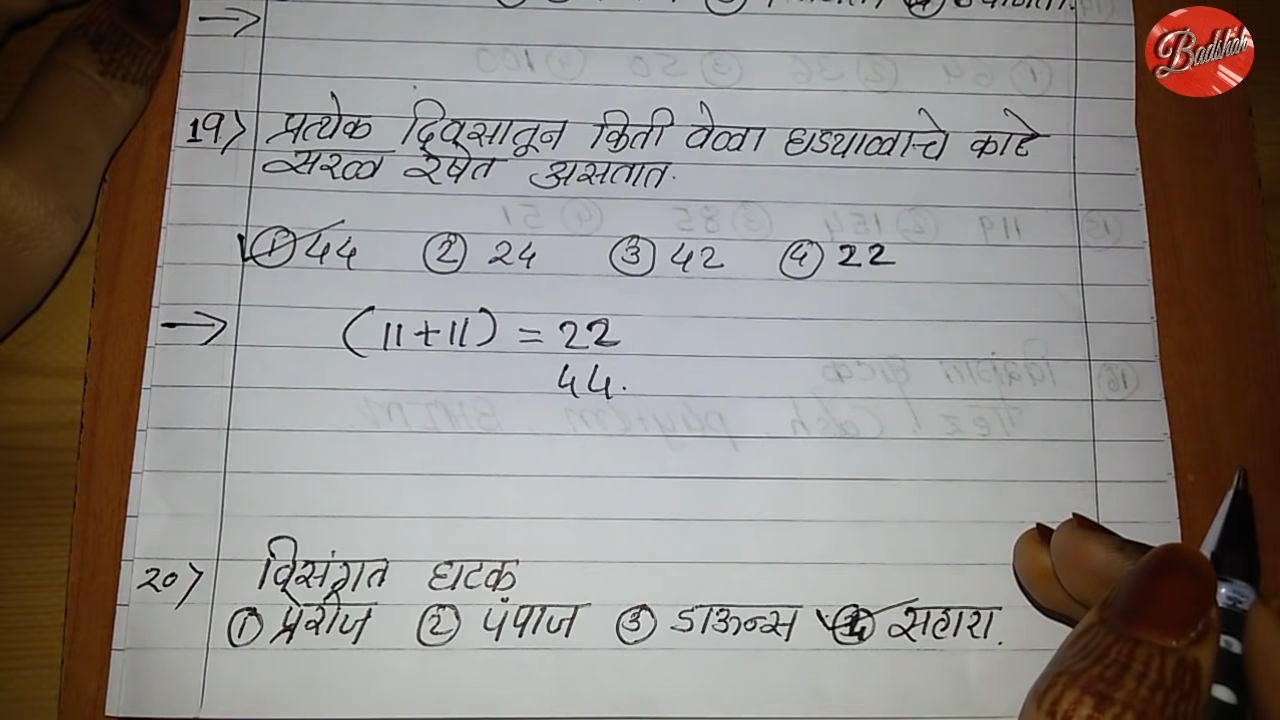 Badshah
19) प्रत्येक दिवसातून किती वेळा घड्याळाचे काटे
सरळ रेषेत असतात.
① 44 ② 24 ③ 42 ④ 22
→ (11+11) = 22
44.
20) विसंगत घटक
① प्रेरीज ② पंपाज ③ डाऊन्स ④ सहारा.